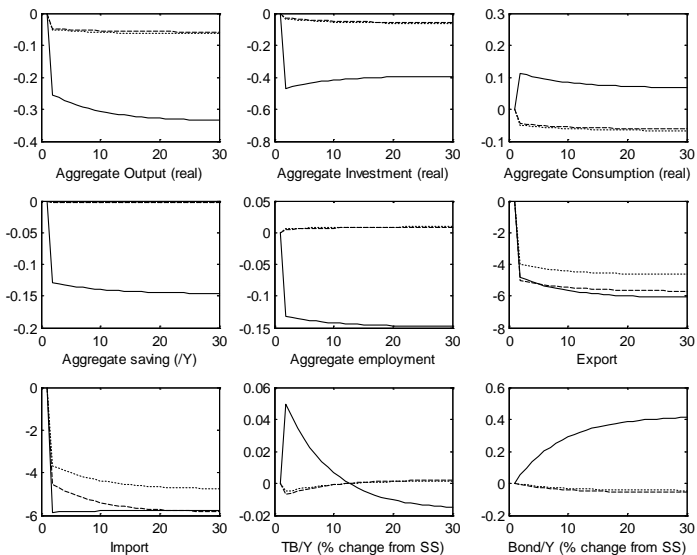 0
-0.1
-0.2
-0.3
-0.4
0 10 20 30
Aggregate Output (real)
0
-0.2
-0.4
-0.6
-0.8
0 10 20 30
Aggregate Investment (real)
0.3
0.2
0.1
0
-0.1
0 10 20 30
Aggregate Consumption (real)
0
-0.05
-0.1
-0.15
-0.2
0 10 20 30
Aggregate saving (/Y)
0.05
0
-0.05
-0.1
-0.15
0 10 20 30
Aggregate employment
0
-2
-4
-6
-8
0 10 20 30
Export
0
-2
-4
-6
0 10 20 30
Import
0.06
0.04
0.02
0
-0.02
0 10 20 30
TB/Y (% change from SS)
0.6
0.4
0.2
0
-0.2
0 10 20 30
Bond/Y (% change from SS)